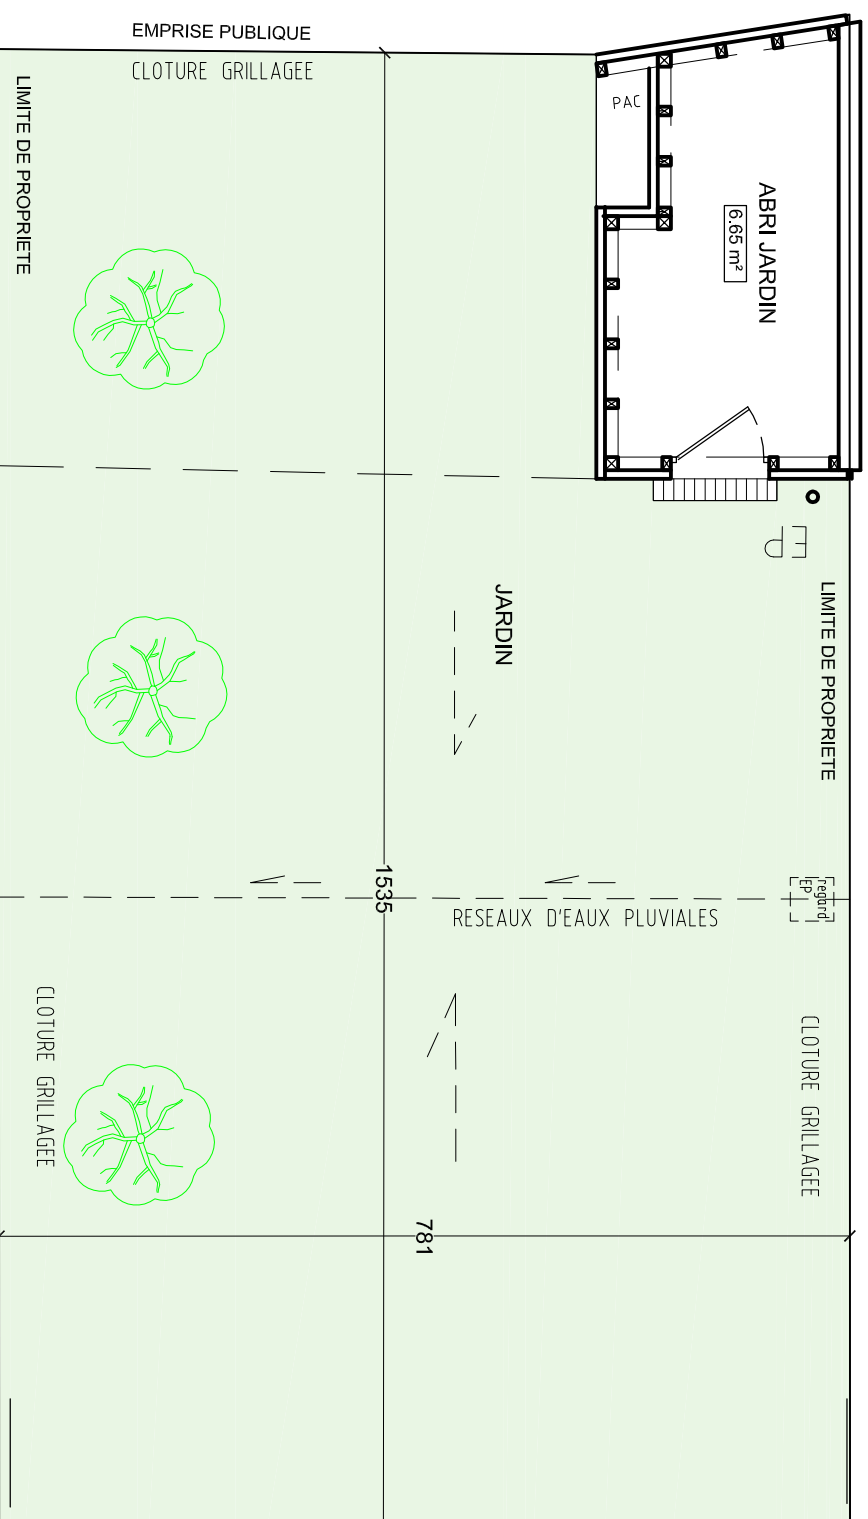 EMPRISE PUBLIQUE
CLOTURE GRILLAGEE
LIMITE DE PROPRIETE
PAC
ABRI JARDIN
6.65 m²
EP
JARDIN
LIMITE DE PROPRIETE
1535
regard
EP
RESEAUX D'EAUX PLUVIALES
CLOTURE GRILLAGEE
CLOTURE GRILLAGEE
781